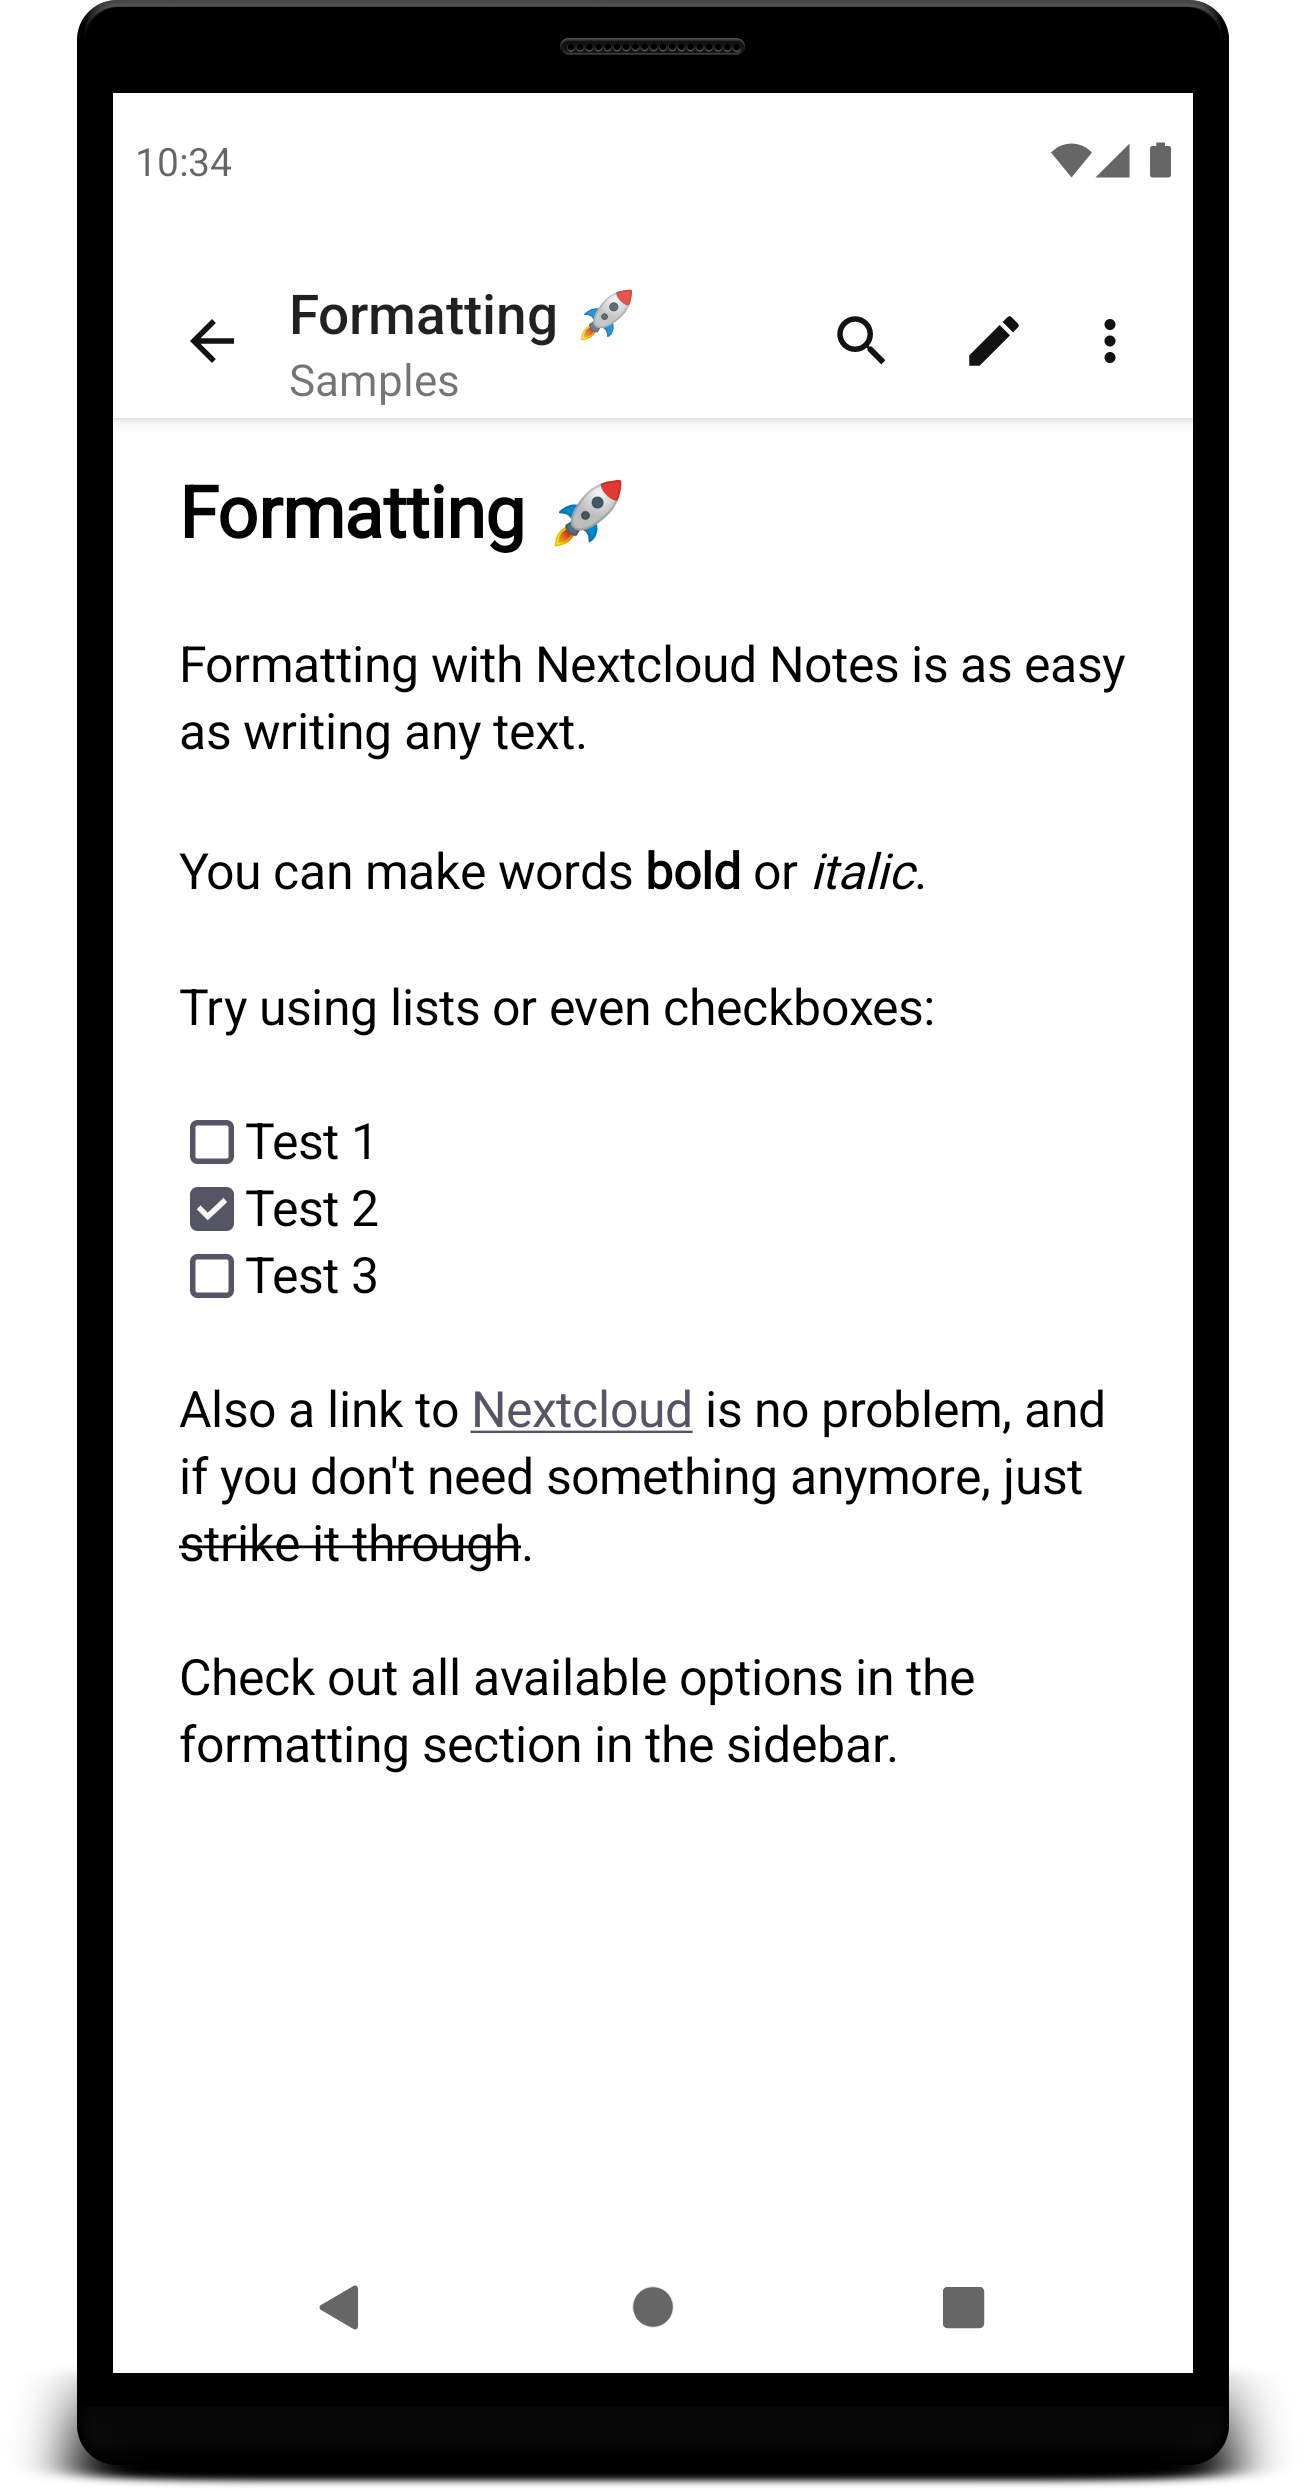 10:34
Formatting 🚀
Samples
Formatting 🚀
Formatting with Nextcloud Notes is as easy
as writing any text.
You can make words bold or italic.
Try using lists or even checkboxes:
Test 1
Test 2
Test 3
Also a link to Nextcloud is no problem, and
if you don't need something anymore, just
strike it through.
Check out all available options in the
formatting section in the sidebar.